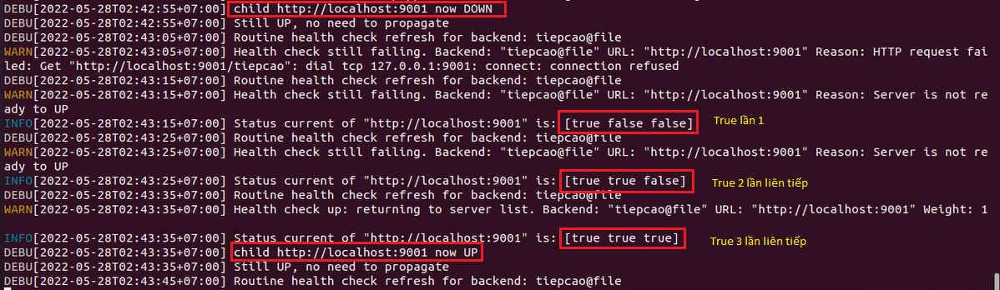 DEBU[2022-05-28T02:42:55+07:00] child http://localhost:9001 now DOWN
DEBU[2022-05-28T02:42:55+07:00] Still UP, no need to propagate
DEBU[2022-05-28T02:43:05+07:00] Routine health check refresh for backend: tiepcao@file
WARN[2022-05-28T02:43:05+07:00] Health check still failing. Backend: "tiepcao@file" URL: "http://localhost:9001" Reason: HTTP request fai
led: Get "http://localhost:9001/tiepcao": dial tcp 127.0.0.1:9001: connect: connection refused
DEBU[2022-05-28T02:43:15+07:00] Routine health check refresh for backend: tiepcao@file
WARN[2022-05-28T02:43:15+07:00] Health check still failing. Backend: "tiepcao@file" URL: "http://localhost:9001" Reason: Server is not re
ady to UP
INFO[2022-05-28T02:43:15+07:00] Status current of "http://localhost:9001" is: [true false false] True lần 1
DEBU[2022-05-28T02:43:25+07:00] Routine health check refresh for backend: tiepcao@file
WARN[2022-05-28T02:43:25+07:00] Health check still failing. Backend: "tiepcao@file" URL: "http://localhost:9001" Reason: Server is not re
ady to UP
INFO[2022-05-28T02:43:25+07:00] Status current of "http://localhost:9001" is: [true true false] True 2 lần liên tiếp
DEBU[2022-05-28T02:43:35+07:00] Routine health check refresh for backend: tiepcao@file
WARN[2022-05-28T02:43:35+07:00] Health check up: returning to server list. Backend: "tiepcao@file" URL: "http://localhost:9001" Weight: 1
INFO[2022-05-28T02:43:35+07:00] Status current of "http://localhost:9001" is: [true true true] True 3 lần liên tiếp
DEBU[2022-05-28T02:43:35+07:00] child http://localhost:9001 now UP
DEBU[2022-05-28T02:43:35+07:00] Still UP, no need to propagate
DEBU[2022-05-28T02:43:45+07:00] Routine health check refresh for backend: tiepcao@file